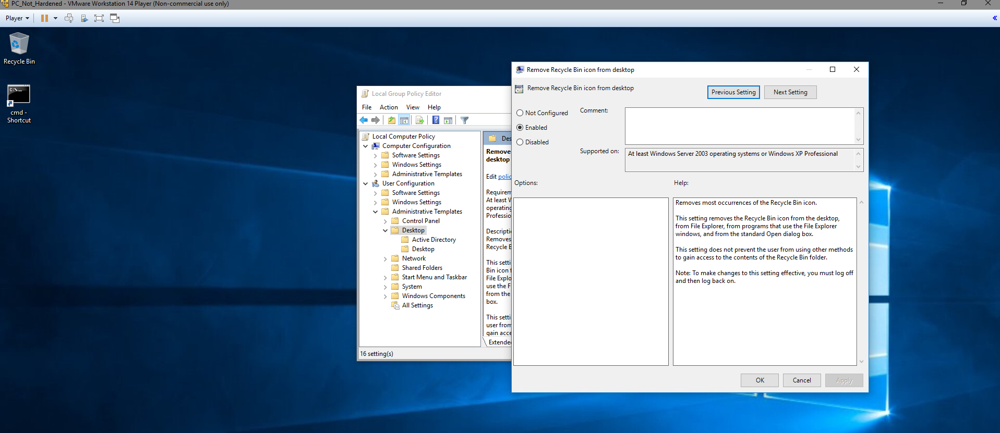 PC_Not_Hardened - VMware Workstation 14 Player (Non-commercial use only)
Player
Recycle Bin
C:\._
cmd -
Shortcut
Local Group Policy Editor
File Action View Help
Local Computer Policy
Computer Configuration
Software Settings
Windows Settings
Administrative Templates
User Configuration
Software Settings
Windows Settings
Administrative Templates
Control Panel
Desktop
Active Directory
Desktop
Network
Shared Folders
Start Menu and Taskbar
System
Windows Components
All Settings
16 setting(s)
Des
Remove
desktop
Edit polic
Requirem
At least W
operating
Professio
Descripti
Removes
Recycle B
This setti
Bin icon f
File Explo
use the F
from the
box.
This setti
user from
gain acce
Extended
Remove Recycle Bin icon from desktop
Remove Recycle Bin icon from desktop
Previous Setting Next Setting
Not Configured
Enabled
Disabled
Comment:
Supported on:
At least Windows Server 2003 operating systems or Windows XP Professional
Options:
Help:
Removes most occurrences of the Recycle Bin icon.
This setting removes the Recycle Bin icon from the desktop,
from File Explorer, from programs that use the File Explorer
windows, and from the standard Open dialog box.
This setting does not prevent the user from using other methods
to gain access to the contents of the Recycle Bin folder.
Note: To make changes to this setting effective, you must log off
and then log back on.
OK Cancel Apply